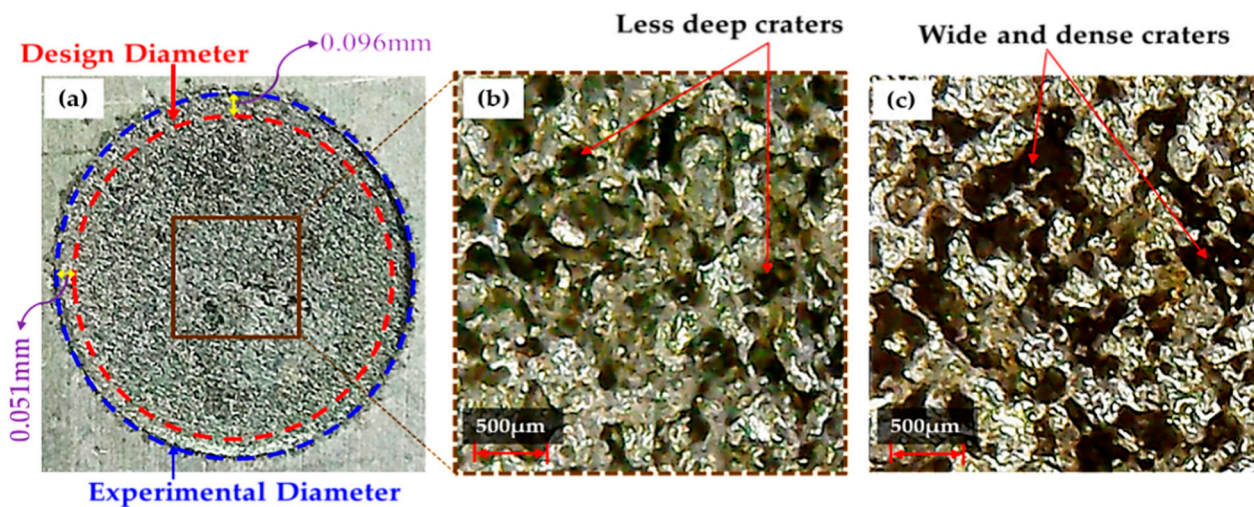 0.096mm
Design Diameter
(a)
0.051mm
Experimental Diameter
Less deep craters
(b)
500μm
Wide and dense craters
(c)
500μm